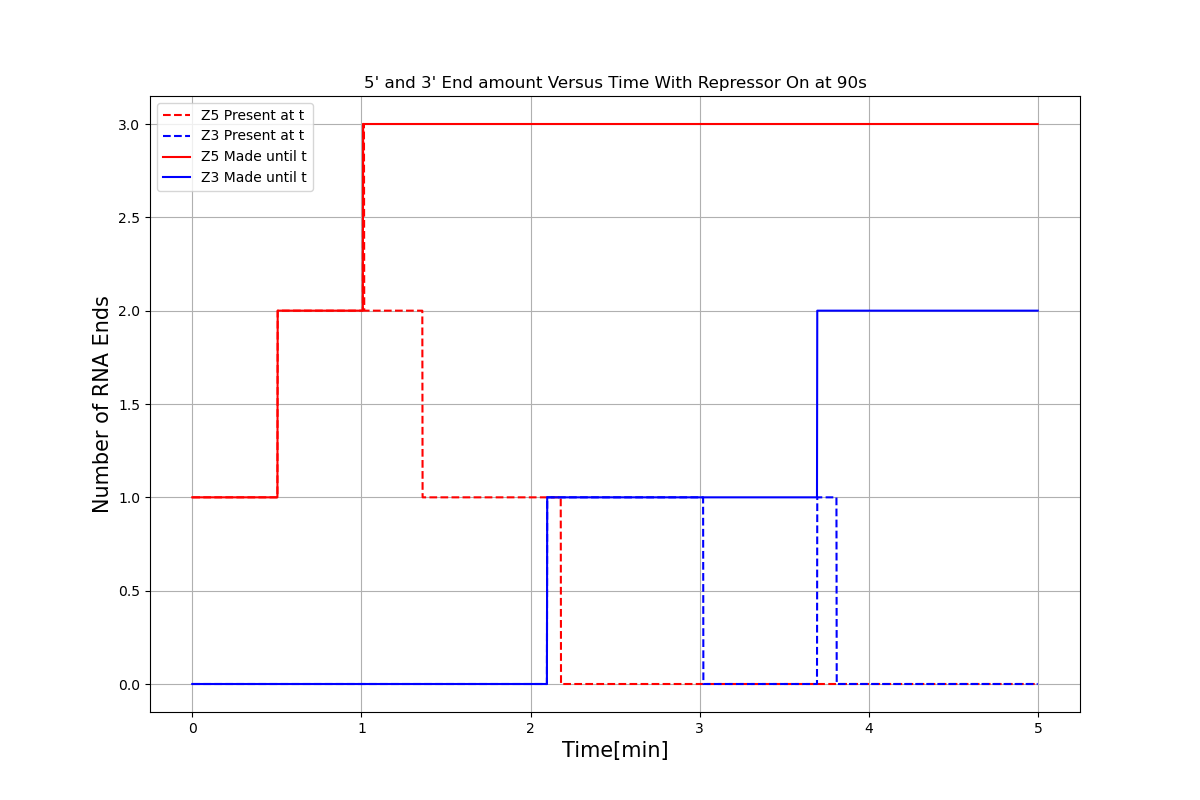 5' and 3' End amount Versus Time With Repressor On at 90s
Z5 Present at t
Z3 Present at t
Z5 Made until t
Z3 Made until t
Number of RNA Ends
3.0
2.5
2.0
1.5
1.0
0.5
0.0
0 1 2 3 4 5
Time[min]